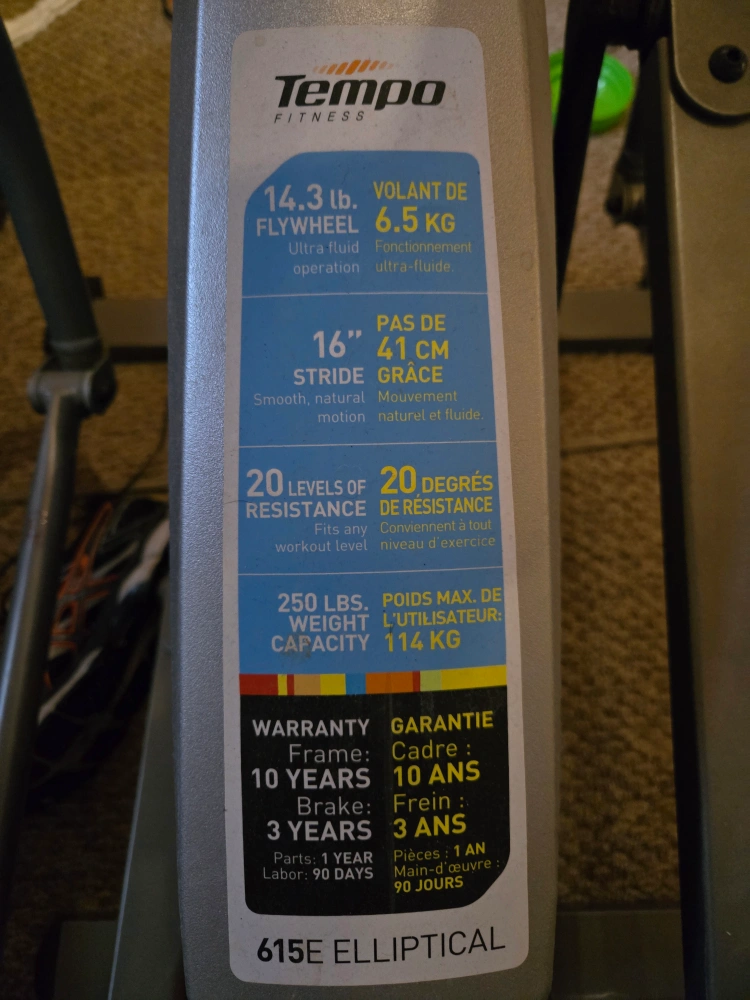 Tempo
FITNESS
14.3 lb.
FLYWHEEL
Ultra fluid
operation
VOLANT DE
6.5 KG
Fonctionnement
ultra-fluide.
16”
STRIDE
Smooth, natural
motion
PAS DE
41 CM
GRÂCE
Mouvement
naturel et fluide.
20 LEVELS OF
RESISTANCE
Fits any
workout level
20 DEGRÉS
DE RÉSISTANCE
Conviennent à tout
niveau d'exercice
250 LBS.
WEIGHT
CAPACITY
POIDS MAX. DE
L'UTILISATEUR:
114 KG
WARRANTY
Frame:
10 YEARS
Brake:
3 YEARS
Parts: 1 YEAR
Labor: 90 DAYS
GARANTIE
Cadre :
10 ANS
Frein :
3 ANS
Pièces : 1 AN
Main-d'œuvre :
90 JOURS
615E ELLIPTICAL